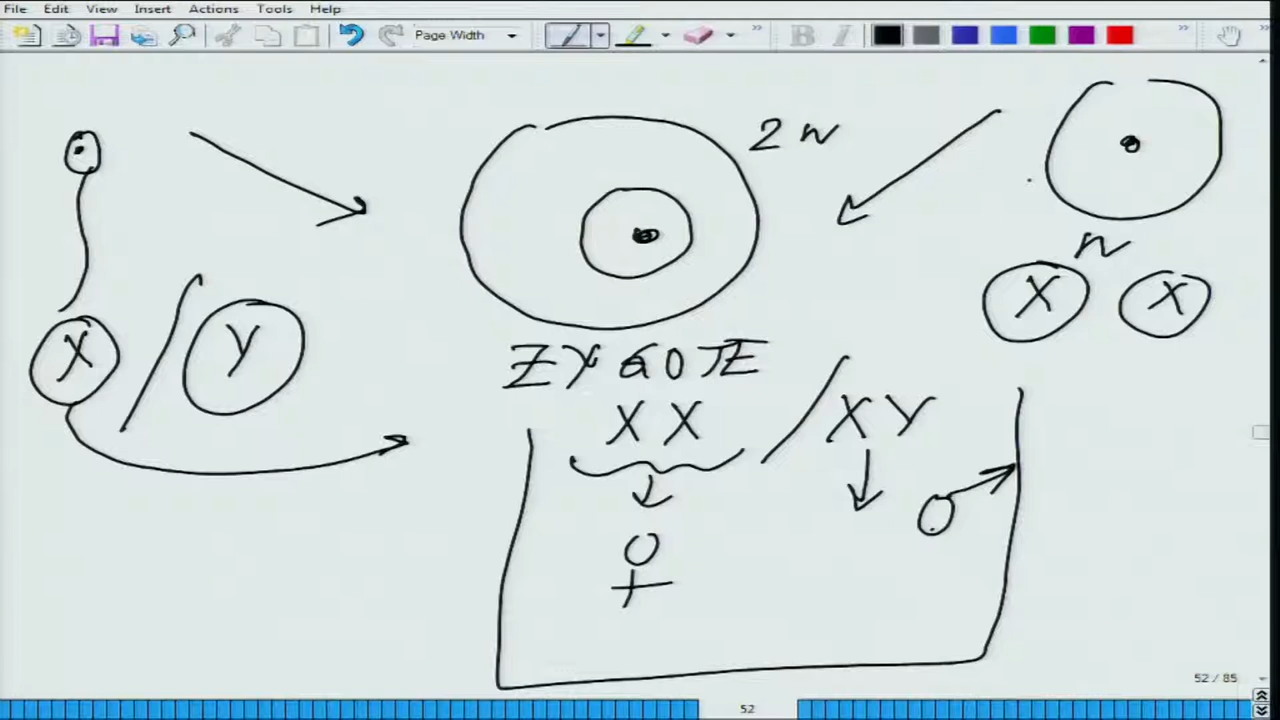 File Edit View Insert Actions Tools Help
Page Width
B I
2n
n
X / Y
X X
ZYGOTE
XX / XY
♀
♂
52 / 85
52